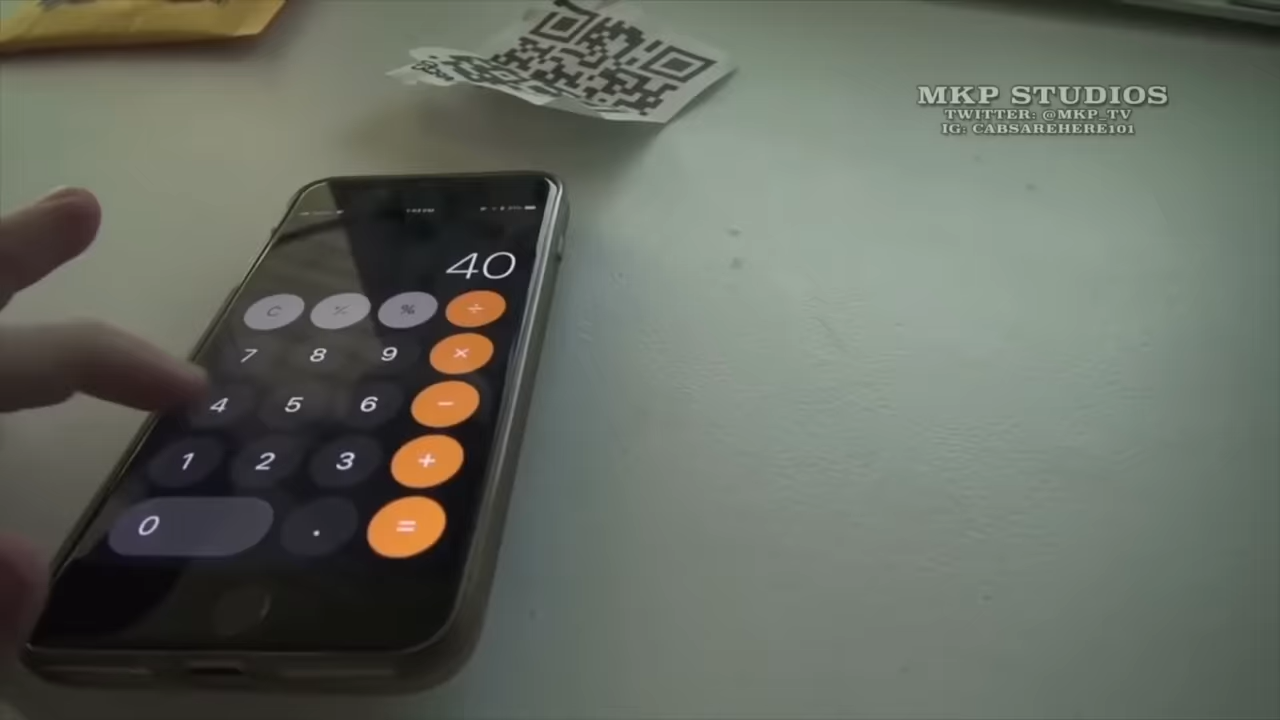 MKP STUDIOS
TWITTER: @MKP_TV
IG: CABSAREHERE101
40
C % ÷
7 8 9 ×
4 5 6 −
1 2 3 +
0 . =